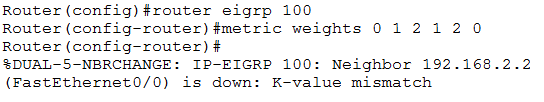 Router(config)#router eigrp 100
Router(config-router)#metric weights 0 1 2 1 2 0
Router(config-router)#
%DUAL-5-NBRCHANGE: IP-EIGRP 100: Neighbor 192.168.2.2
(FastEthernet0/0) is down: K-value mismatch